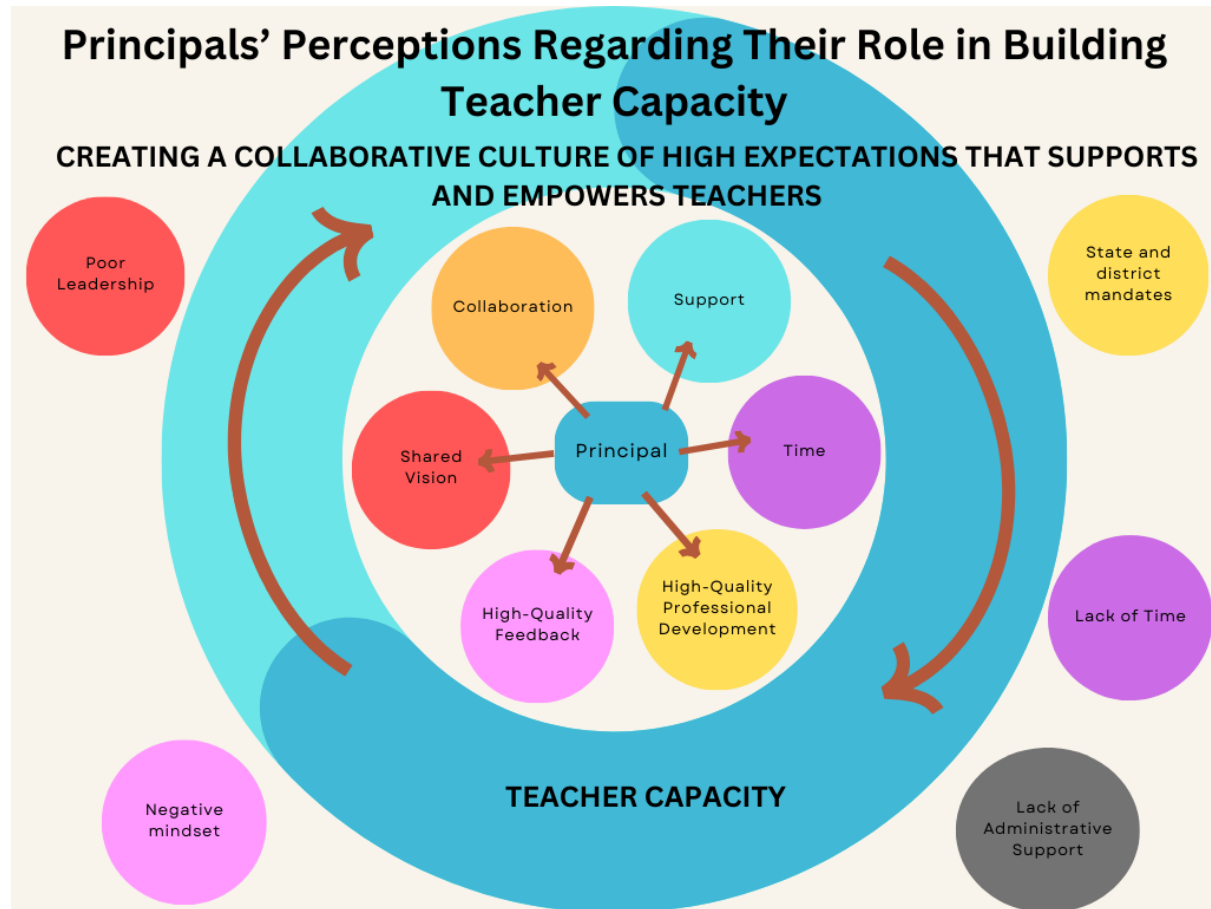 Principals’ Perceptions Regarding Their Role in Building
Teacher Capacity
CREATING A COLLABORATIVE CULTURE OF HIGH EXPECTATIONS THAT SUPPORTS
AND EMPOWERS TEACHERS
Poor
Leadership
Collaboration
Support
State and
district
mandates
Shared
Vision
Principal
Time
High-Quality
Feedback
High-Quality
Professional
Development
Lack of Time
Negative
mindset
TEACHER CAPACITY
Lack of
Administrative
Support